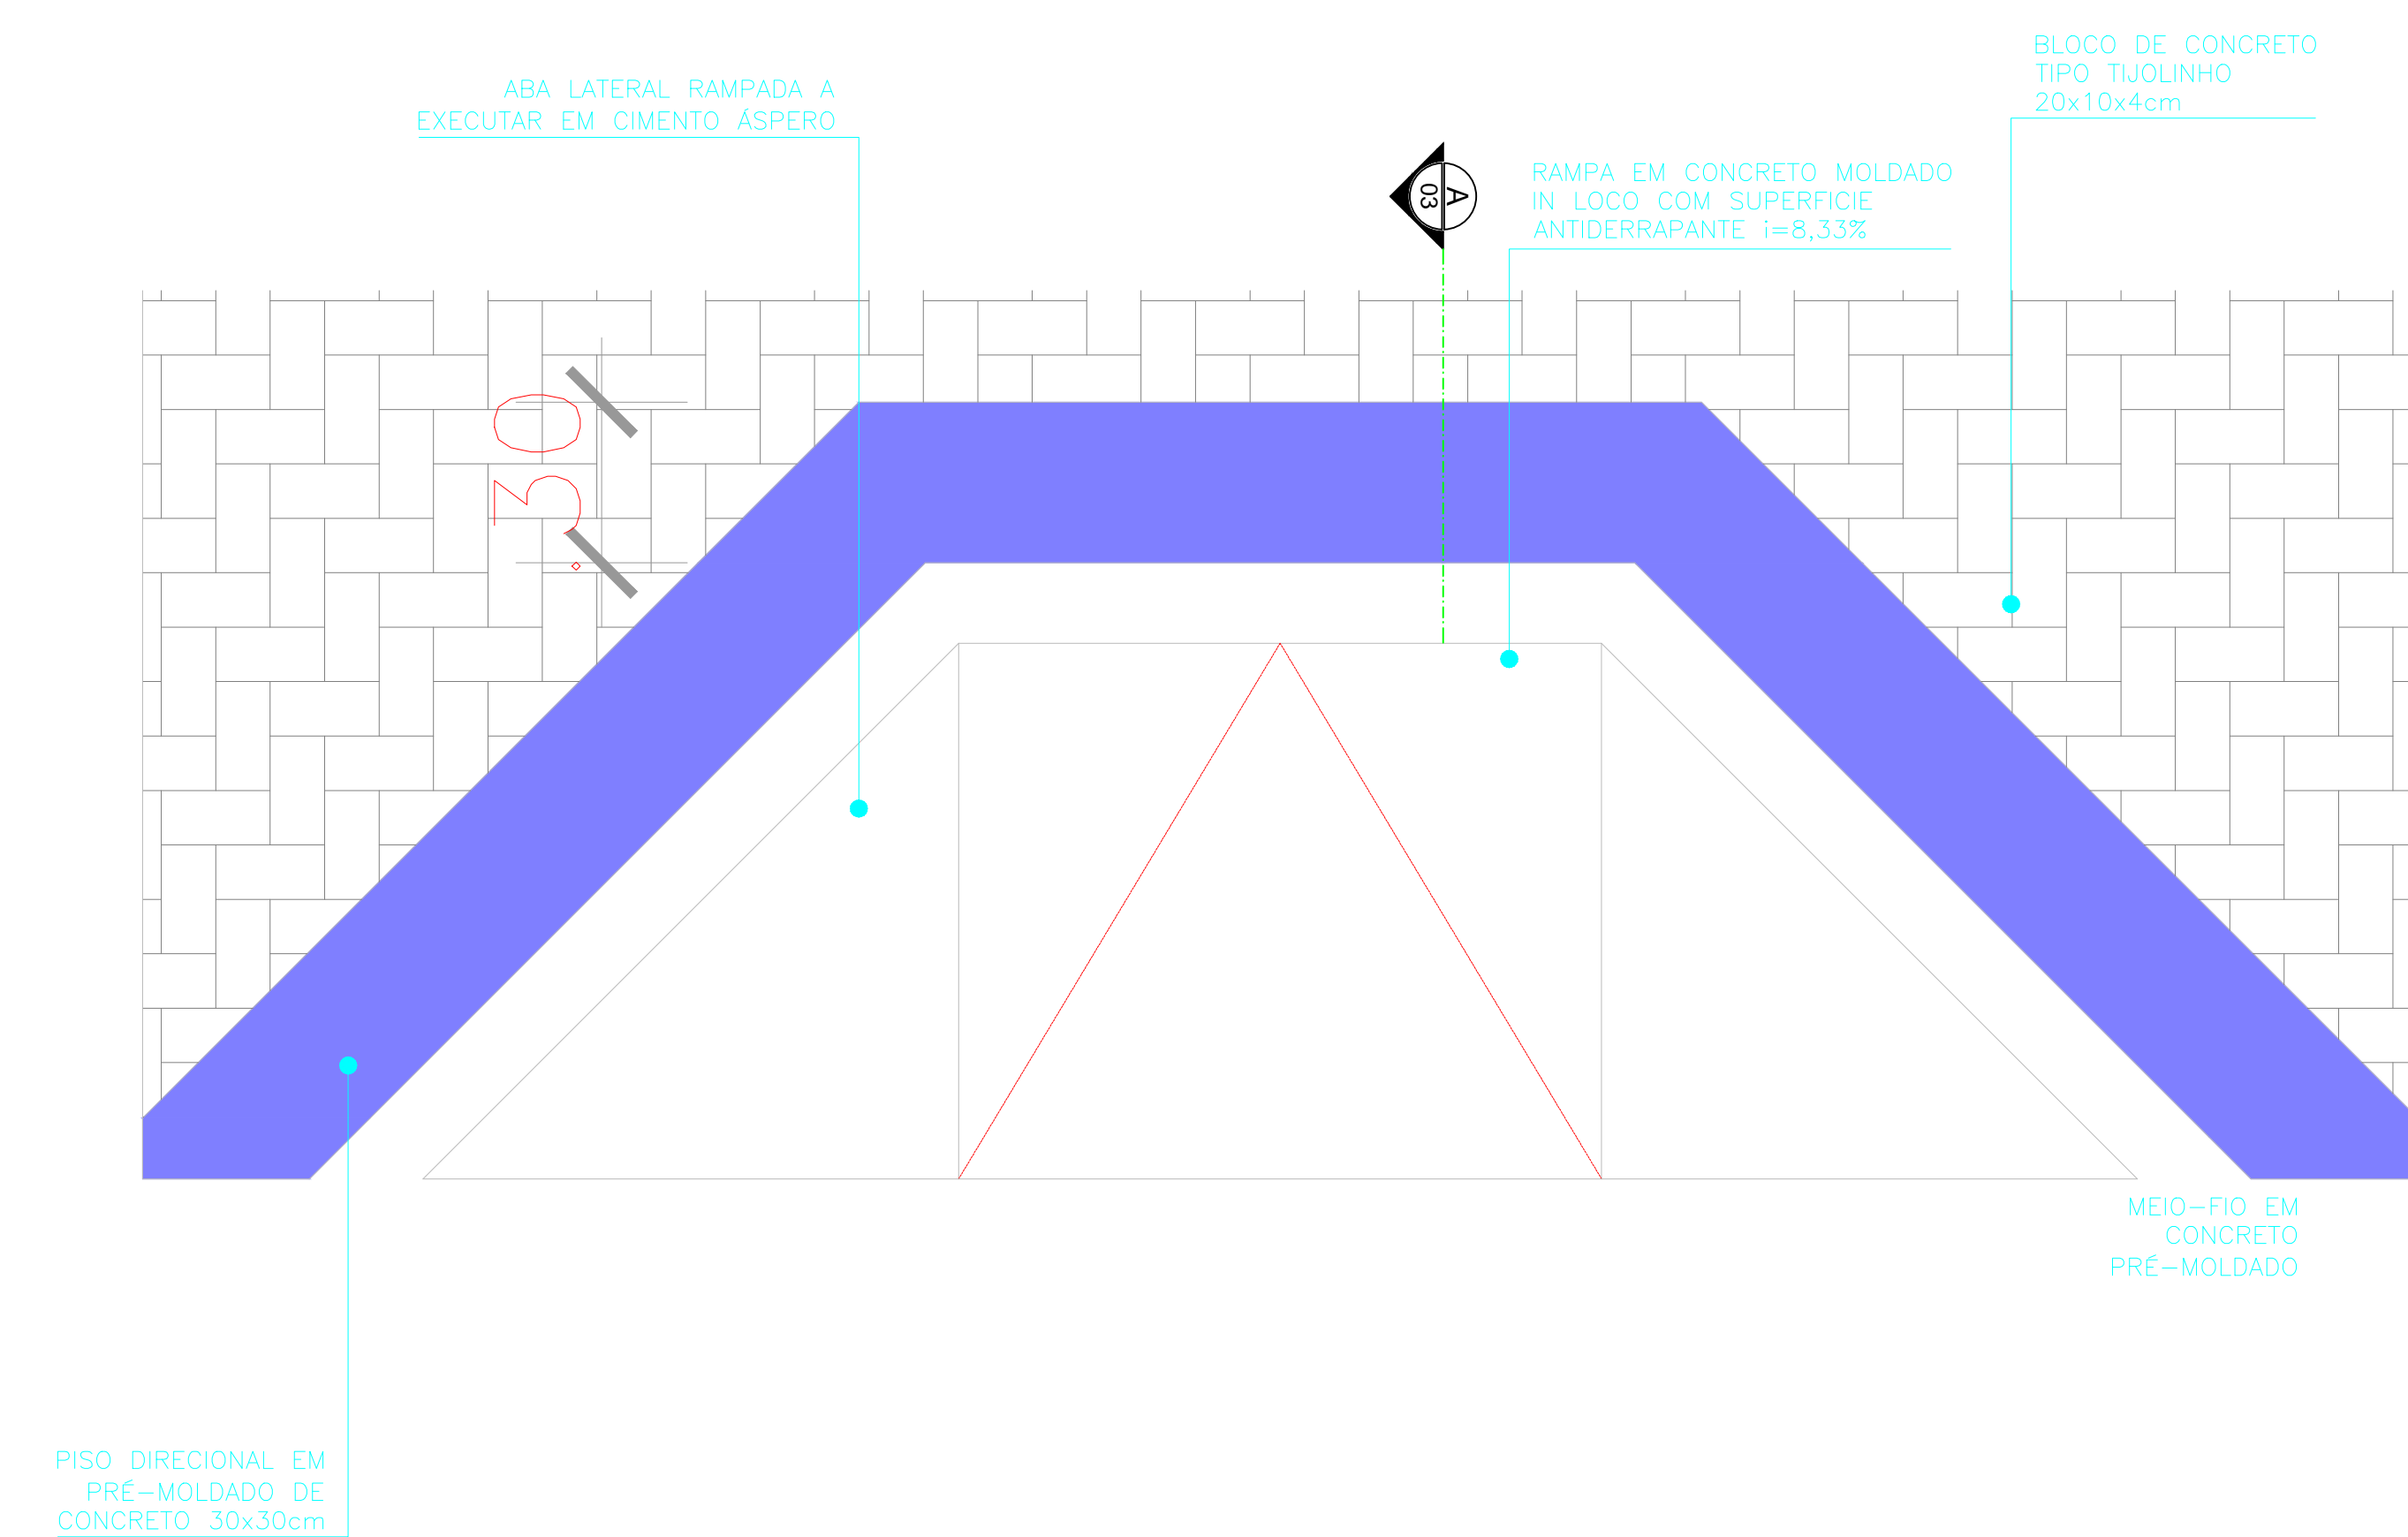 ABA LATERAL RAMPADA A
EXECUTAR EM CIMENTO ÁSPERO
A
03
RAMPA EM CONCRETO MOLDADO
IN LOCO COM SUPERFICIE
ANTIDERRAPANTE i=8,33%
BLOCO DE CONCRETO
TIPO TIJOLINHO
20x10x4cm
.30
MEIO-FIO EM
CONCRETO
PRÉ-MOLDADO
PISO DIRECIONAL EM
PRÉ-MOLDADO DE
CONCRETO 30x30cm